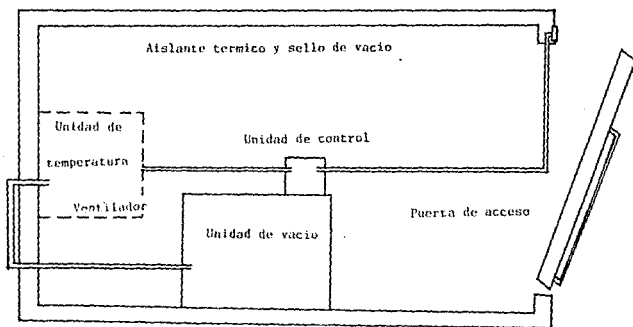 Aislante termico y sello de vacio
Unidad de
temperatura
Ventilador
Unidad de control
Unidad de vacio
Puerta de acceso